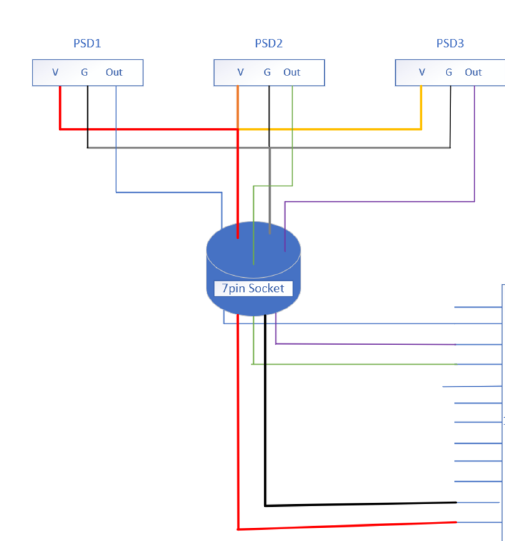 PSD1 PSD2 PSD3
V G Out V G Out V G Out
7pin Socket